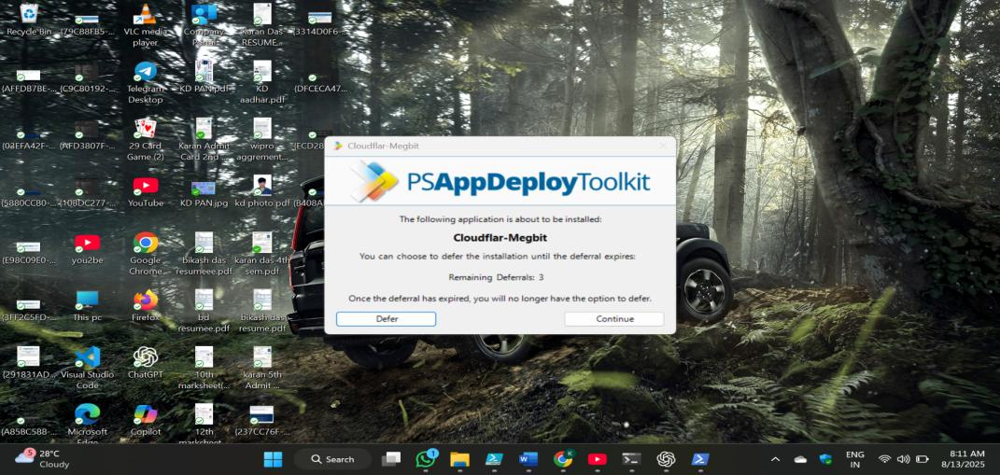 Recycle Bin
{79C88FB5-...
VLC media
player
Company
Portal
Karan Das
RESUME...
{3314D0F6-...
{AFFDB7BE-...
{C9C80192-...
Telegram
Desktop
KD PAN.pdf
KD
aadhar.pdf
{DFCECA47...
{03EFA42F-...
{AFD3807F-...
29 Card
Game (2)
Karan Admit
Card 2nd ...
wipro
aggrement...
{ECD28
{5880CCB0-...
{10BDC277-...
YouTube
KD PAN.jpg
kd photo.pdf
{B408A
{E98C09E0-...
you2be
Google
Chrome
bikash das
resumeee.pdf
karan das 4th
sem.pdf
{3FF2C5FD-...
This pc
Firefox
bd
resumee.pdf
bikash das
resume.pdf
{291831AD...
Visual Studio
Code
ChatGPT
10th
marksheet(...
karan 5th
Admit ...
{A85BC588-...
Microsoft
Edge
Copilot
12th
marksheet
{237CC76F-...
Cloudflar-Megbit
PSAppDeployToolkit
The following application is about to be installed:
Cloudflar-Megbit
You can choose to defer the installation until the deferral expires:
Remaining Deferrals: 3
Once the deferral has expired, you will no longer have the option to defer.
Defer
Continue
5
28°C
Cloudy
Search
1
K
ENG
IN
8:11 AM
8/13/2025